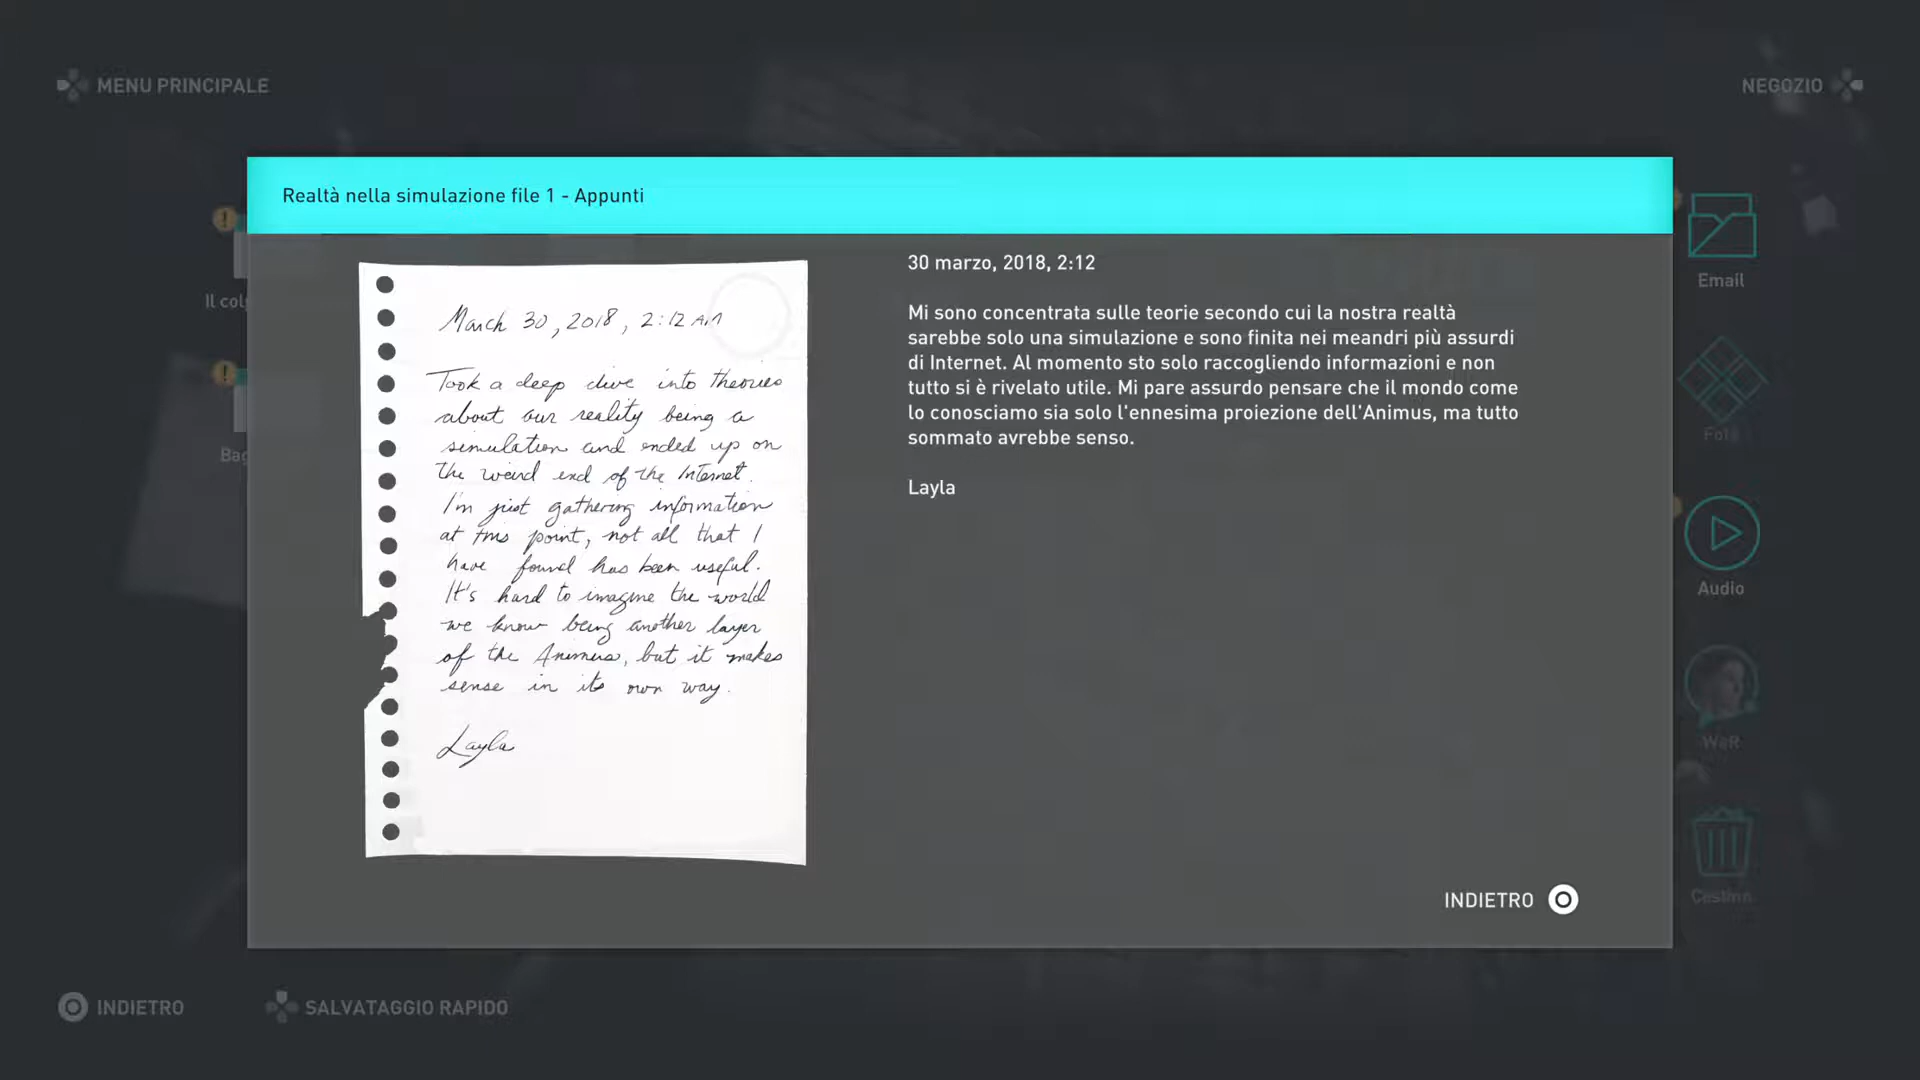 MENU PRINCIPALE
NEGOZIO
Realtà nella simulazione file 1 - Appunti
March 30, 2018, 2:12 AM
Took a deep dive into theories
about our reality being a
simulation and ended up on
the weird end of the Internet.
I'm just gathering information
at this point, not all that I
have found has been useful.
It's hard to imagine the world
we know being another layer
of the Animus, but it makes
sense in its own way.
Layla
30 marzo, 2018, 2:12
Mi sono concentrata sulle teorie secondo cui la nostra realtà
sarebbe solo una simulazione e sono finita nei meandri più assurdi
di Internet. Al momento sto solo raccogliendo informazioni e non
tutto si è rivelato utile. Mi pare assurdo pensare che il mondo come
lo conosciamo sia solo l'ennesima proiezione dell'Animus, ma tutto
sommato avrebbe senso.
Layla
Il col
Bag
Email
Foto
Audio
W&R
Cestino
INDIETRO
INDIETRO
SALVATAGGIO RAPIDO